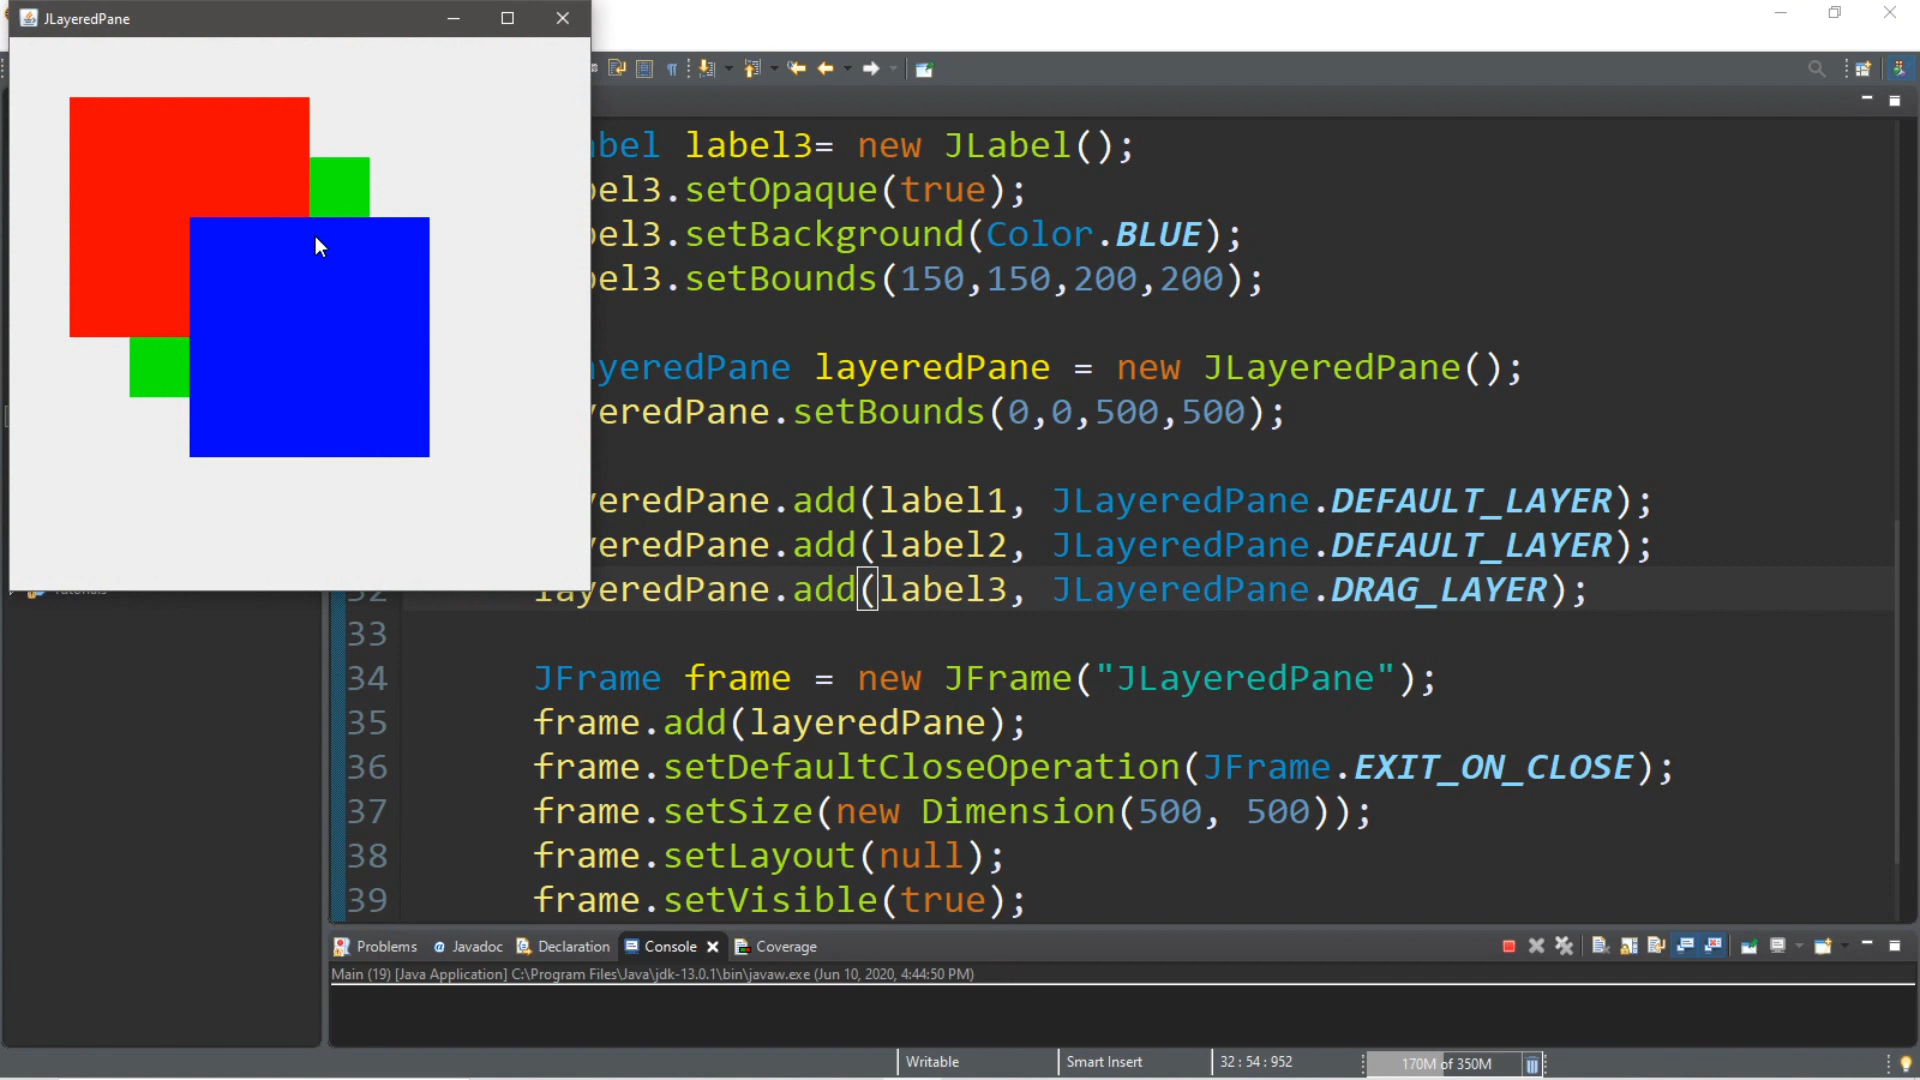 JLayeredPane
bel label3= new JLabel();
el3.setOpaque(true);
el3.setBackground(Color.BLUE);
el3.setBounds(150,150,200,200);
yeredPane layeredPane = new JLayeredPane();
eredPane.setBounds(0,0,500,500);
eredPane.add(label1, JLayeredPane.DEFAULT_LAYER);
eredPane.add(label2, JLayeredPane.DEFAULT_LAYER);
32 layeredPane.add(label3, JLayeredPane.DRAG_LAYER);
33
34 JFrame frame = new JFrame("JLayeredPane");
35 frame.add(layeredPane);
36 frame.setDefaultCloseOperation(JFrame.EXIT_ON_CLOSE);
37 frame.setSize(new Dimension(500, 500));
38 frame.setLayout(null);
39 frame.setVisible(true);
Problems @ Javadoc Declaration Console Coverage
Main (19) [Java Application] C:\Program Files\Java\jdk-13.0.1\bin\javaw.exe (Jun 10, 2020, 4:44:50 PM)
Writable Smart Insert 32 : 54 : 952 170M of 350M